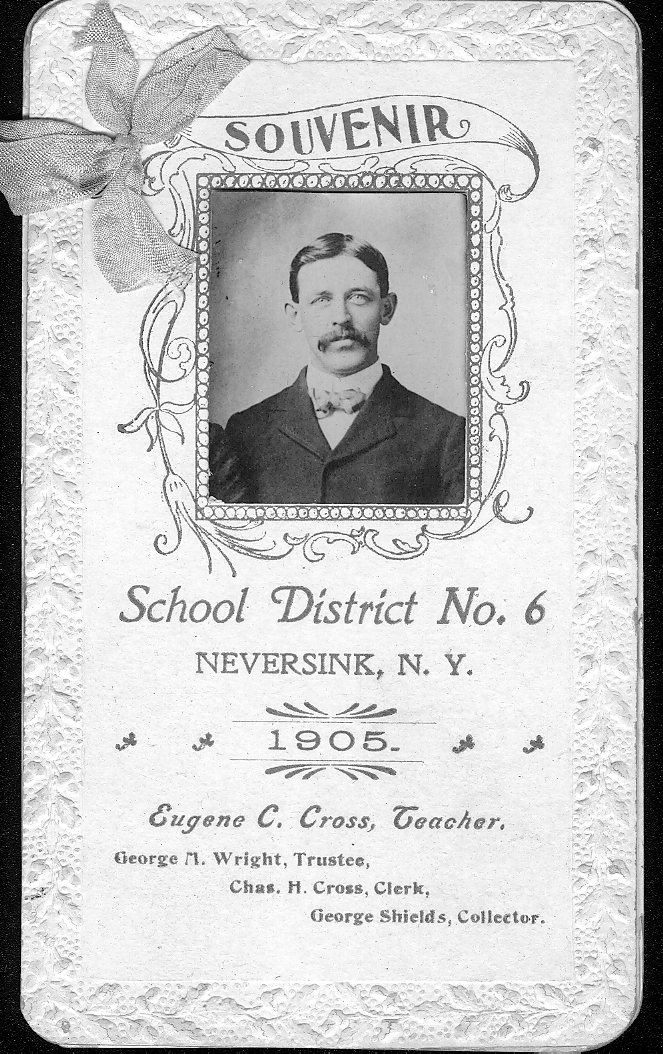 SOUVENIR
School District No. 6
NEVERSINK, N. Y.
1905.
Eugene C. Cross, Teacher.
George M. Wright, Trustee,
Chas. H. Cross, Clerk,
George Shields, Collector.